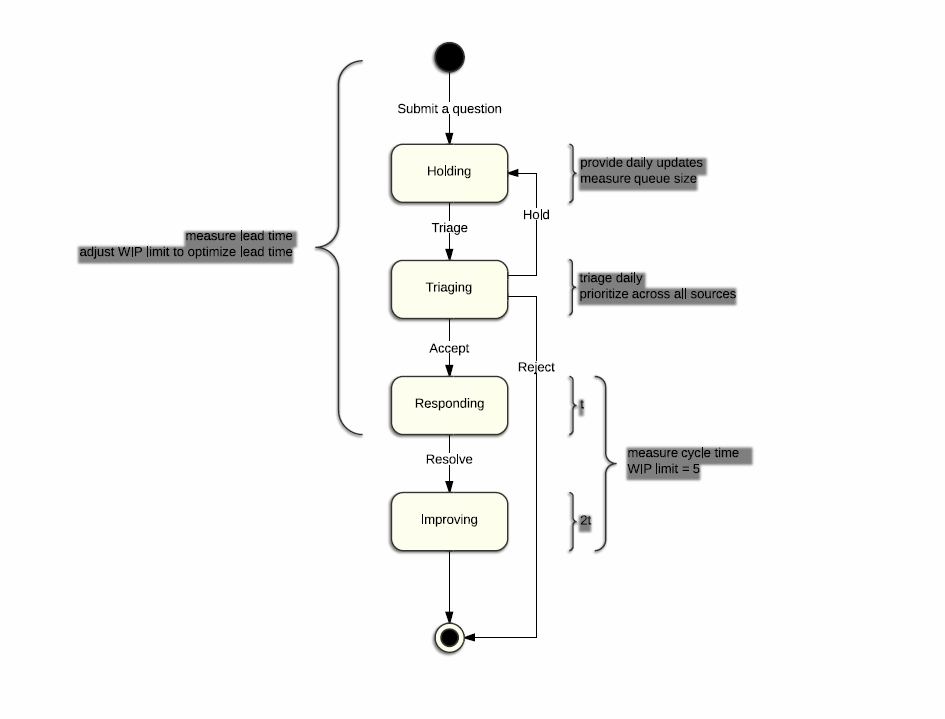 Submit a question
Holding
provide daily updates
measure queue size
Hold
Triage
measure lead time
adjust WIP limit to optimize lead time
Triaging
triage daily
prioritize across all sources
Accept
Reject
Responding
t
measure cycle time
WIP limit = 5
Resolve
Improving
2t